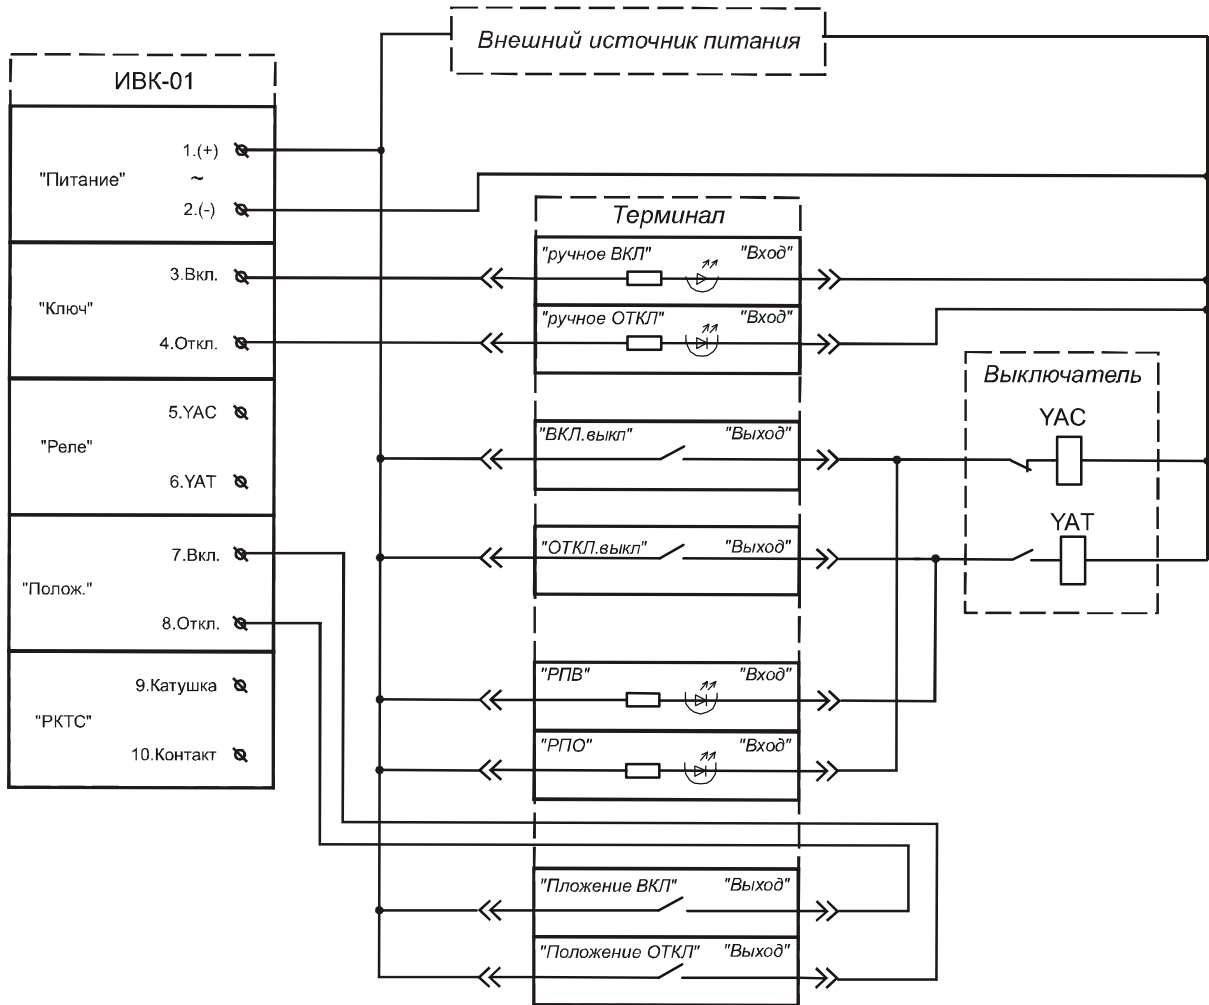 Внешний источник питания
ИВК-01
"Питание"
1.(+)
~
2.(-)
"Ключ"
3.Вкл.
4.Откл.
"Реле"
5.YAC
6.YAT
"Полож."
7.Вкл.
8.Откл.
"РКТС"
9.Катушка
10.Контакт
Терминал
"ручное ВКЛ" "Вход"
"ручное ОТКЛ" "Вход"
"ВКЛ.выкл" "Выход"
"ОТКЛ.выкл" "Выход"
"РПВ" "Вход"
"РПО" "Вход"
"Пложение ВКЛ" "Выход"
"Положение ОТКЛ" "Выход"
Выключатель
YAC
YAT